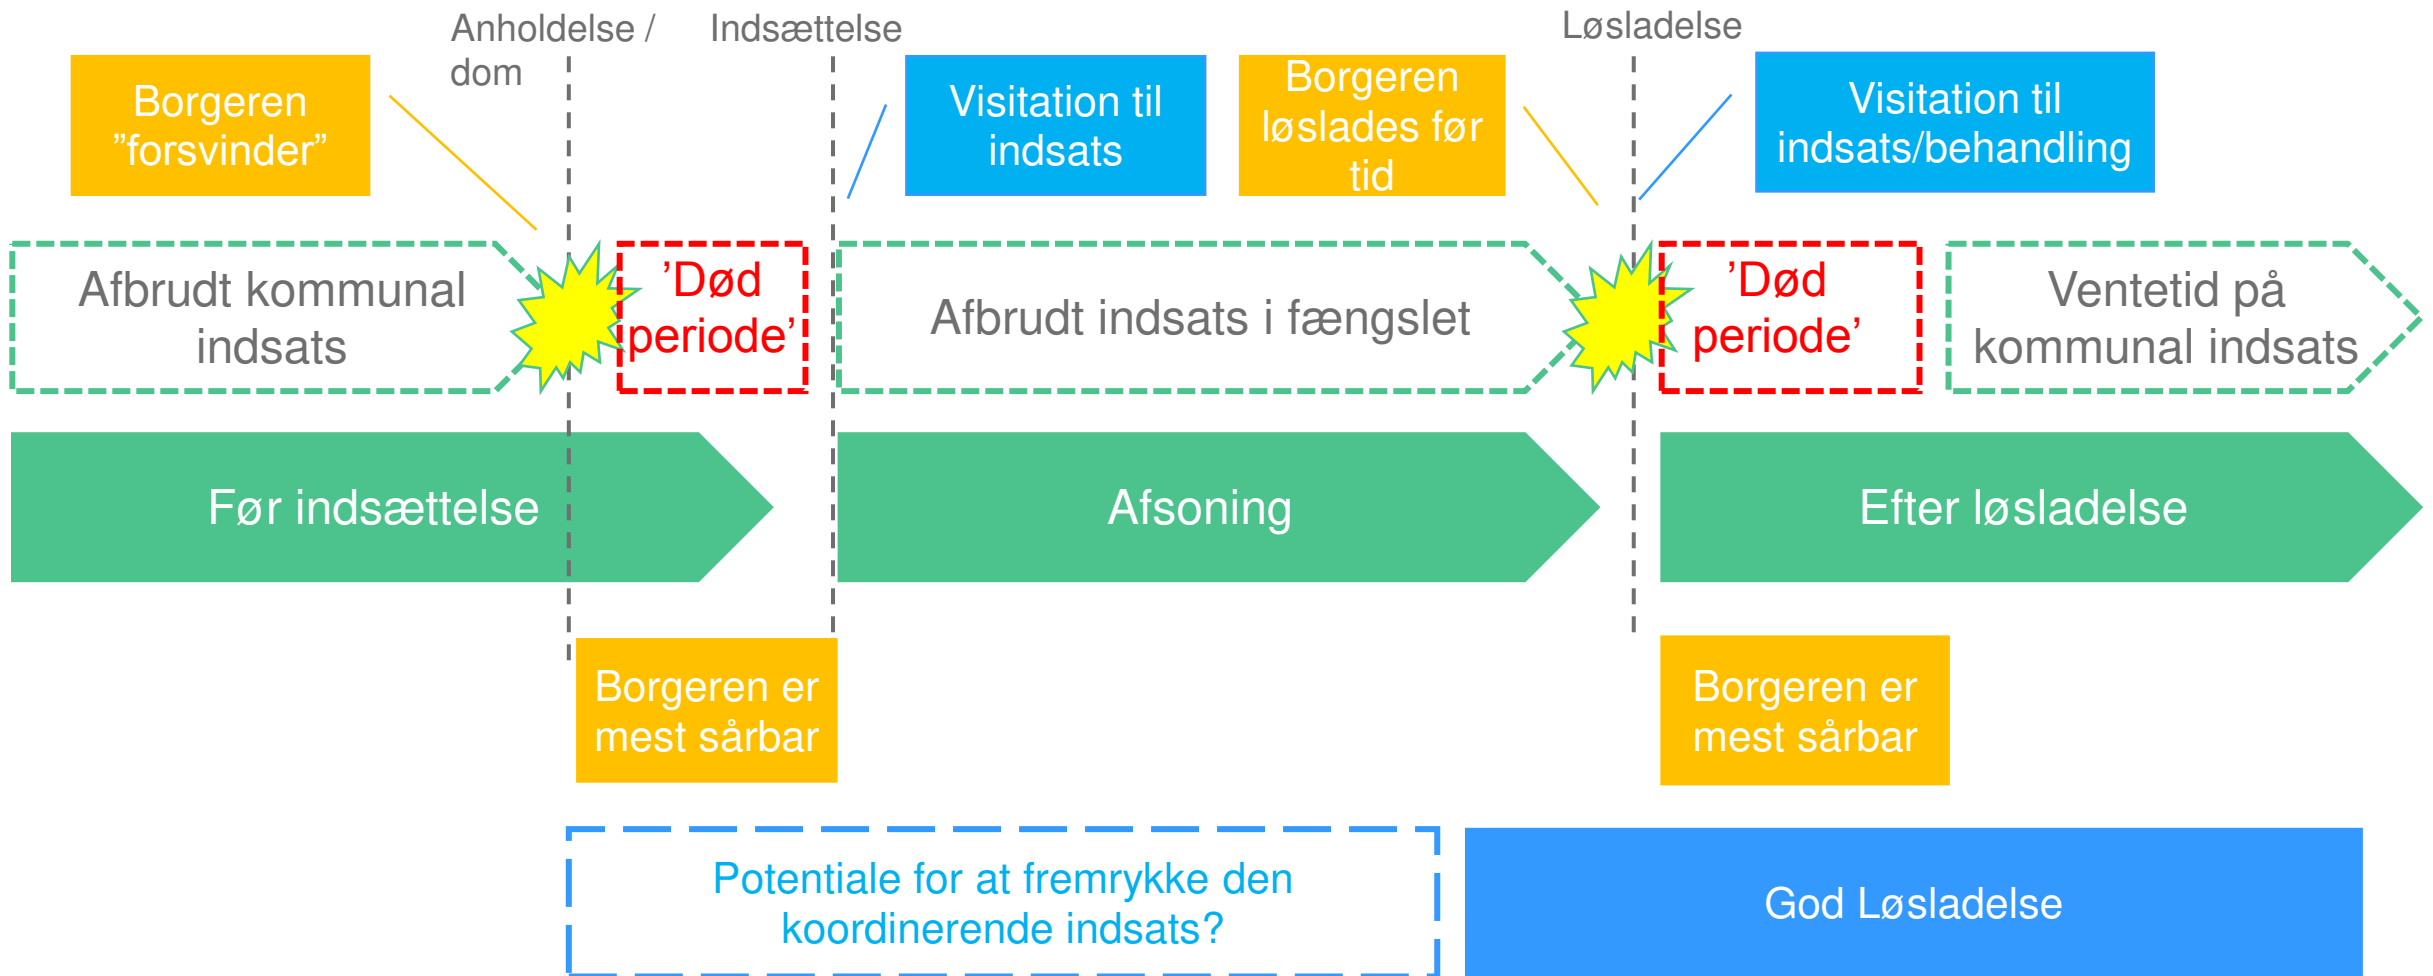 Anholdelse /
dom
Indsættelse
Løsladelse
Borgeren
”forsvinder”
Visitation til
indsats
Borgeren
løslades før
tid
Visitation til
indsats/behandling
Afbrudt kommunal
indsats
’Død
periode’
Afbrudt indsats i fængslet
’Død
periode’
Ventetid på
kommunal indsats
Før indsættelse
Afsoning
Efter løsladelse
Borgeren er
mest sårbar
Borgeren er
mest sårbar
Potentiale for at fremrykke den
koordinerende indsats?
God Løsladelse